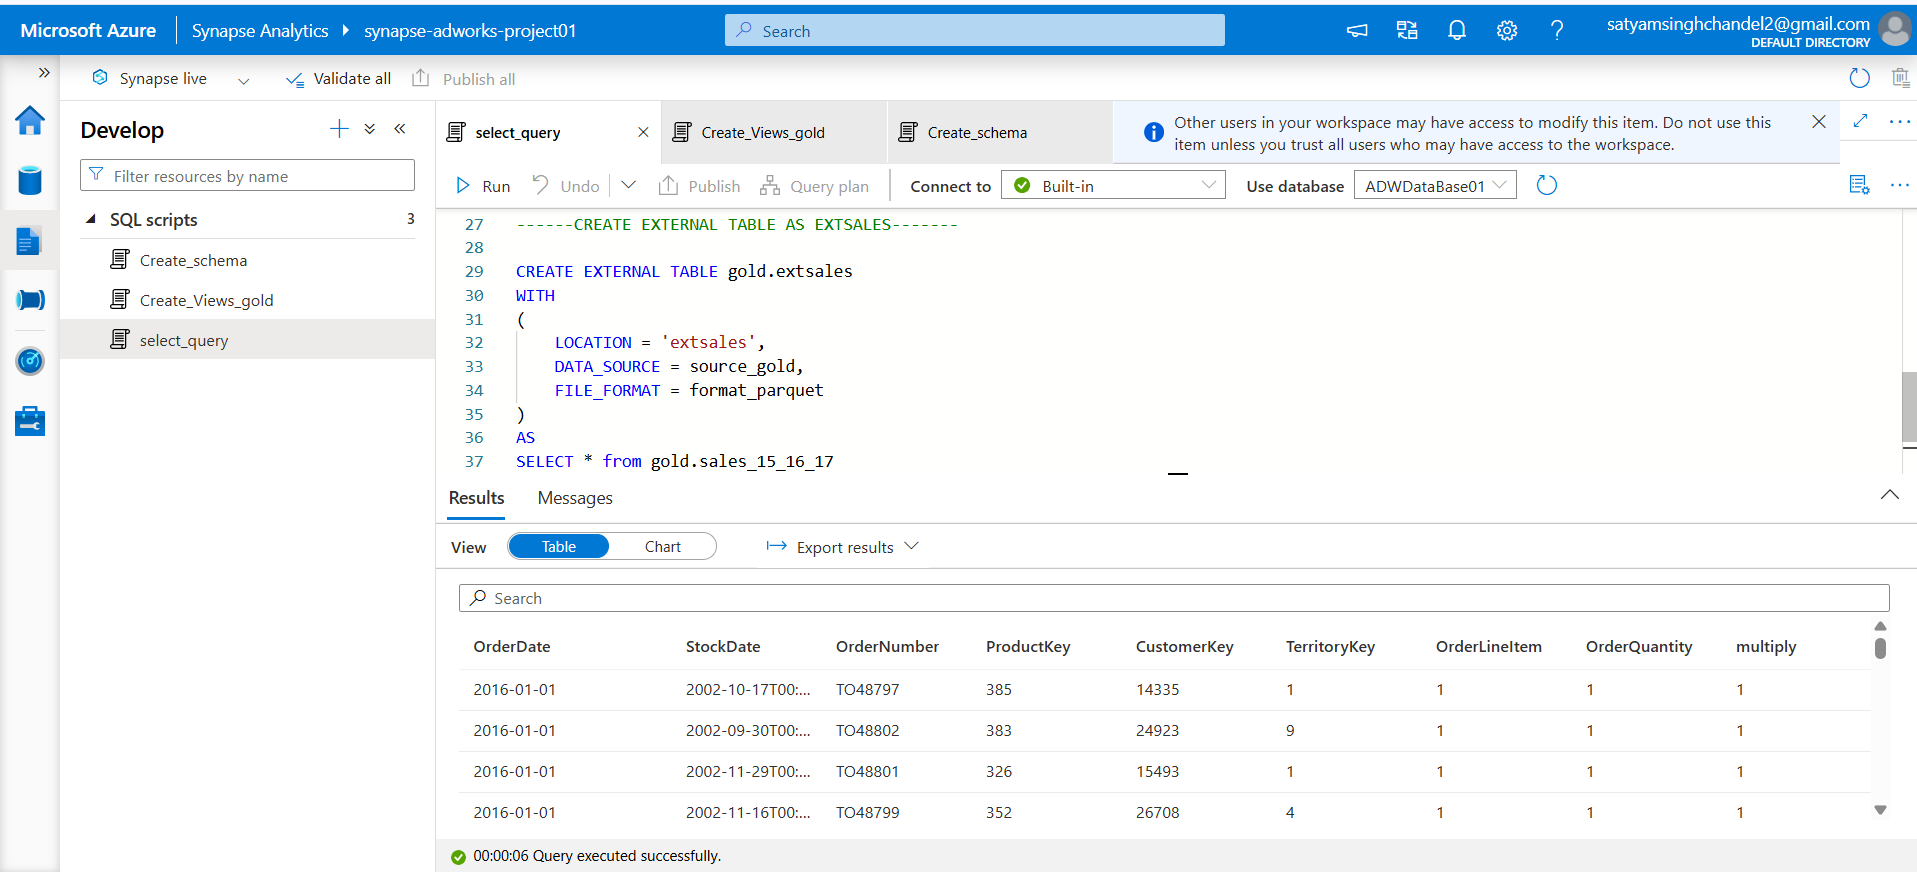 Microsoft Azure
Synapse Analytics
synapse-adworks-project01
Search
satyamsinghchandel2@gmail.com
DEFAULT DIRECTORY
Synapse live
Validate all
Publish all
Develop
Filter resources by name
SQL scripts
3
Create_schema
Create_Views_gold
select_query
select_query
Create_Views_gold
Create_schema
Other users in your workspace may have access to modify this item. Do not use this
item unless you trust all users who may have access to the workspace.
Run
Undo
Publish
Query plan
Connect to
Built-in
Use database
ADWDataBase01
27 ------CREATE EXTERNAL TABLE AS EXTSALES-------
28
29 CREATE EXTERNAL TABLE gold.extsales
30 WITH
31 (
32 LOCATION = 'extsales',
33 DATA_SOURCE = source_gold,
34 FILE_FORMAT = format_parquet
35 )
36 AS
37 SELECT * from gold.sales_15_16_17
Results
Messages
View
Table
Chart
Export results
Search
OrderDate StockDate OrderNumber ProductKey CustomerKey TerritoryKey OrderLineItem OrderQuantity multiply
2016-01-01 2002-10-17T00:... TO48797 385 14335 1 1 1 1
2016-01-01 2002-09-30T00:... TO48802 383 24923 9 1 1 1
2016-01-01 2002-11-29T00:... TO48801 326 15493 1 1 1 1
2016-01-01 2002-11-16T00:... TO48799 352 26708 4 1 1 1
00:00:06 Query executed successfully.